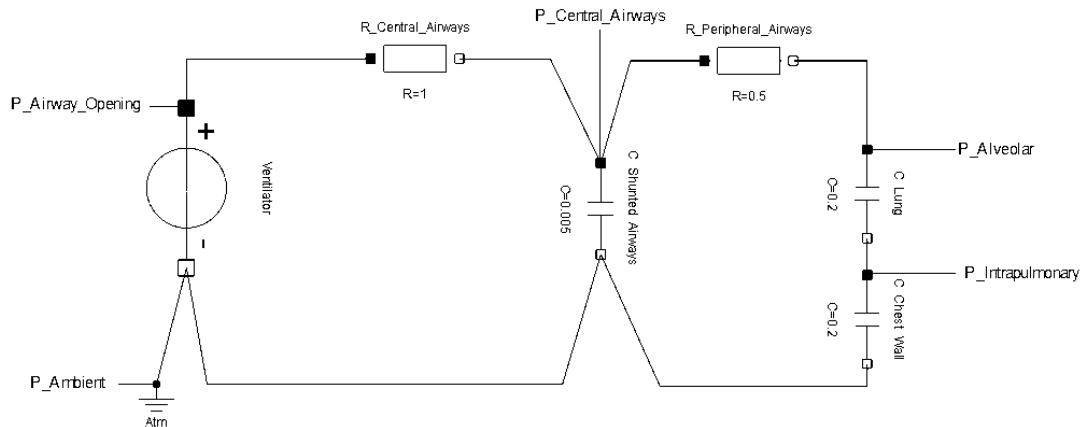 P_Central_Airways
R_Central_Airways
R_Peripheral_Airways
R=1
R=0.5
P_Airway_Opening
+
Ventilator
-
C Shunted Airways
C=0.005
P_Alveolar
C Lung
C=0.2
P_Intrapulmonary
C Chest Wall
C=0.2
P_Ambient
Atm